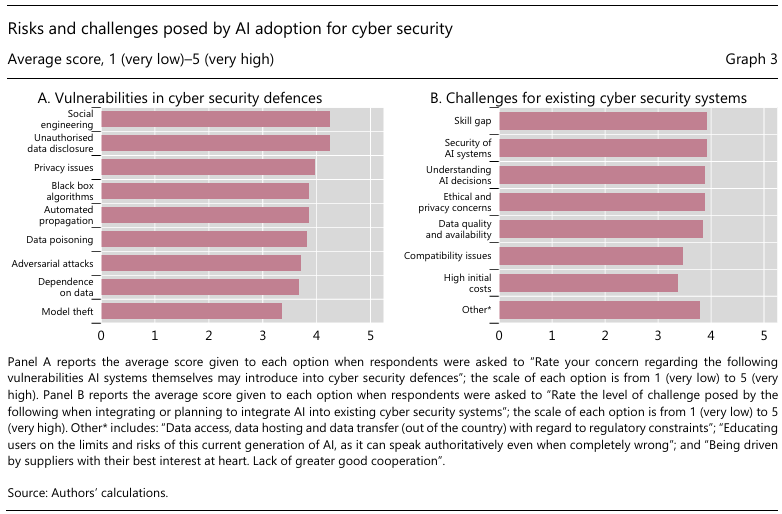 Risks and challenges posed by AI adoption for cyber security
Average score, 1 (very low)–5 (very high)
Graph 3
A. Vulnerabilities in cyber security defences
Social
engineering
Unauthorised
data disclosure
Privacy issues
Black box
algorithms
Automated
propagation
Data poisoning
Adversarial attacks
Dependence
on data
Model theft
0 1 2 3 4 5
B. Challenges for existing cyber security systems
Skill gap
Security of
AI systems
Understanding
AI decisions
Ethical and
privacy concerns
Data quality
and availability
Compatibility issues
High initial
costs
Other*
0 1 2 3 4 5
Panel A reports the average score given to each option when respondents were asked to “Rate your concern regarding the following
vulnerabilities AI systems themselves may introduce into cyber security defences”; the scale of each option is from 1 (very low) to 5 (very
high). Panel B reports the average score given to each option when respondents were asked to “Rate the level of challenge posed by the
following when integrating or planning to integrate AI into existing cyber security systems”; the scale of each option is from 1 (very low) to 5
(very high). Other* includes: “Data access, data hosting and data transfer (out of the country) with regard to regulatory constraints”; “Educating
users on the limits and risks of this current generation of AI, as it can speak authoritatively even when completely wrong”; and “Being driven
by suppliers with their best interest at heart. Lack of greater good cooperation”.
Source: Authors’ calculations.